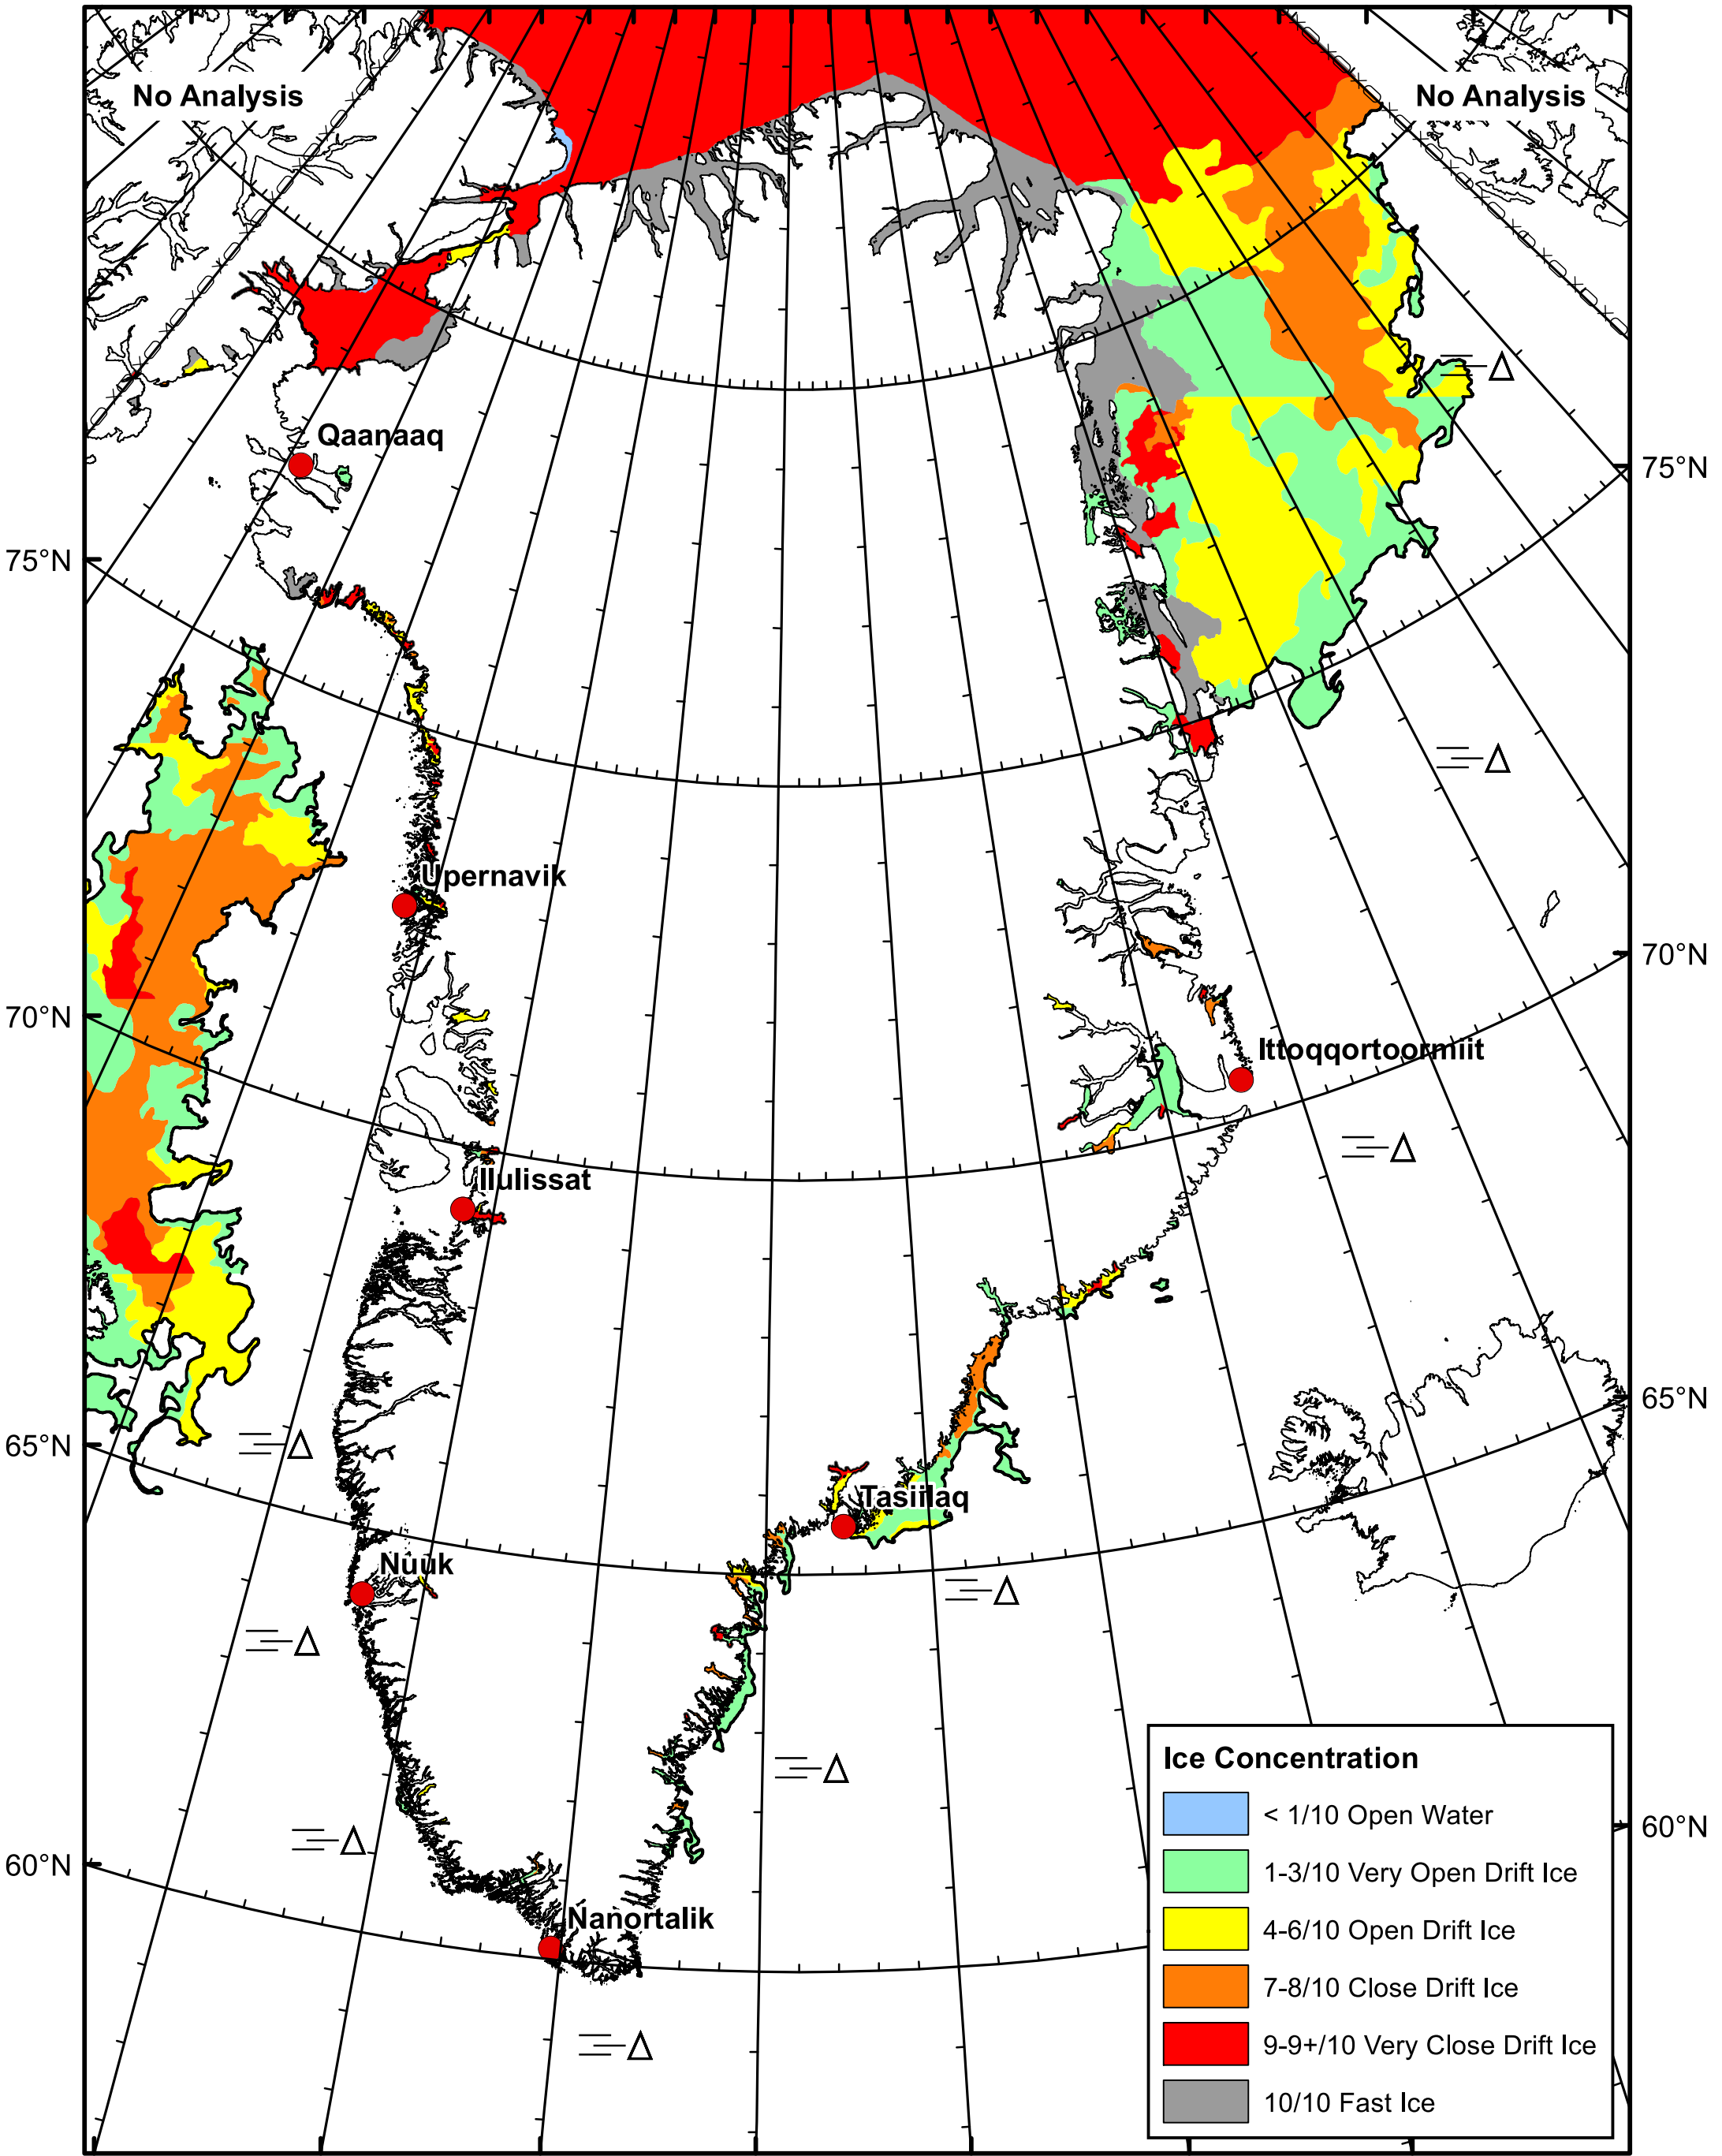 No Analysis
No Analysis
Qaanaaq
75°N
75°N
Upernavik
70°N
70°N
Ittoqqortoormiit
Ilulissat
65°N
65°N
Tasiilaq
Nuuk
Ice Concentration
< 1/10 Open Water
60°N
1-3/10 Very Open Drift Ice
60°N
4-6/10 Open Drift Ice
Nanortalik
7-8/10 Close Drift Ice
9-9+/10 Very Close Drift Ice
10/10 Fast Ice